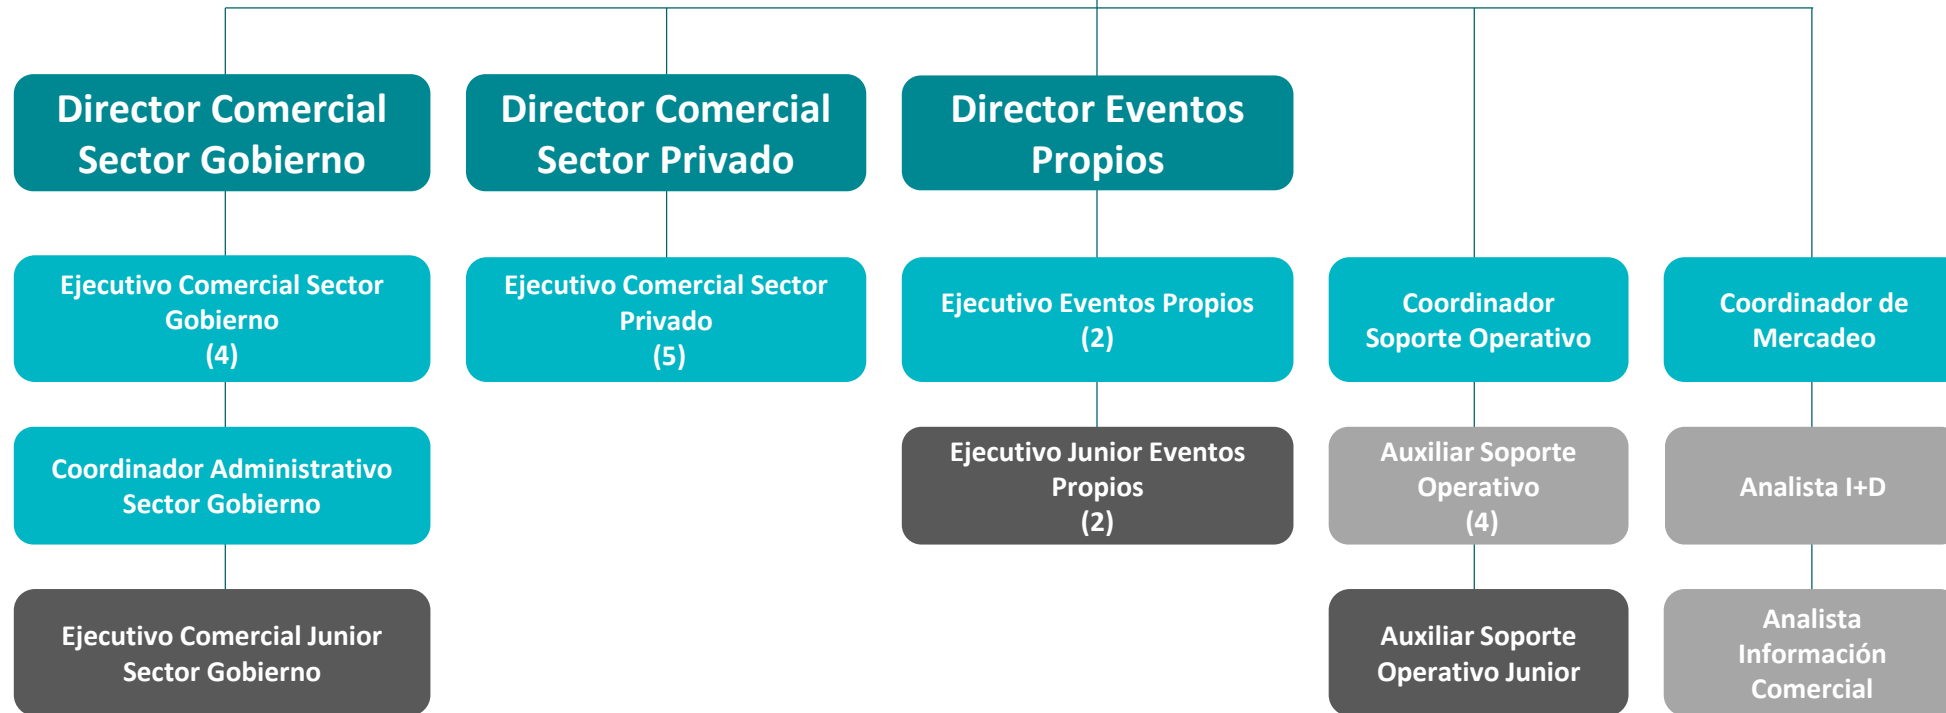 Director Comercial
Sector Gobierno
Director Comercial
Sector Privado
Director Eventos
Propios
Ejecutivo Comercial Sector
Gobierno
(4)
Ejecutivo Comercial Sector
Privado
(5)
Ejecutivo Eventos Propios
(2)
Coordinador
Soporte Operativo
Coordinador de
Mercadeo
Coordinador Administrativo
Sector Gobierno
Ejecutivo Junior Eventos
Propios
(2)
Auxiliar Soporte
Operativo
(4)
Analista I+D
Ejecutivo Comercial Junior
Sector Gobierno
Auxiliar Soporte
Operativo Junior
Analista
Información
Comercial